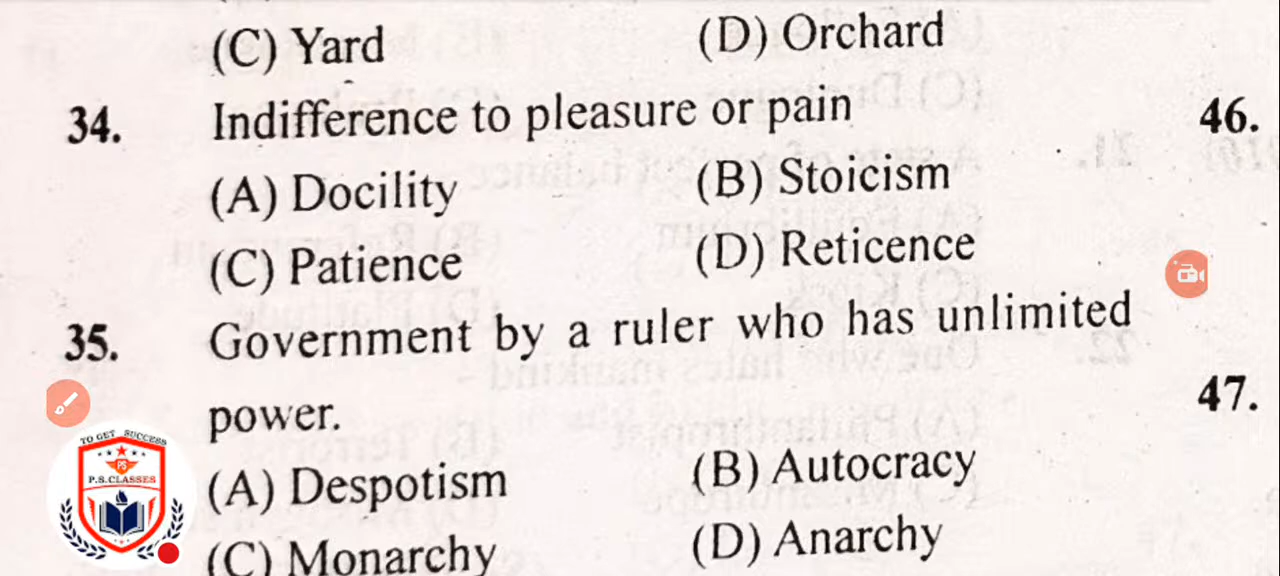 (C) Yard (D) Orchard
34. Indifference to pleasure or pain 46.
(A) Docility (B) Stoicism
(C) Patience (D) Reticence
35. Government by a ruler who has unlimited
power. 47.
(A) Despotism (B) Autocracy
(C) Monarchy (D) Anarchy
TO GET SUCCESS
PS
P.S.CLASSES